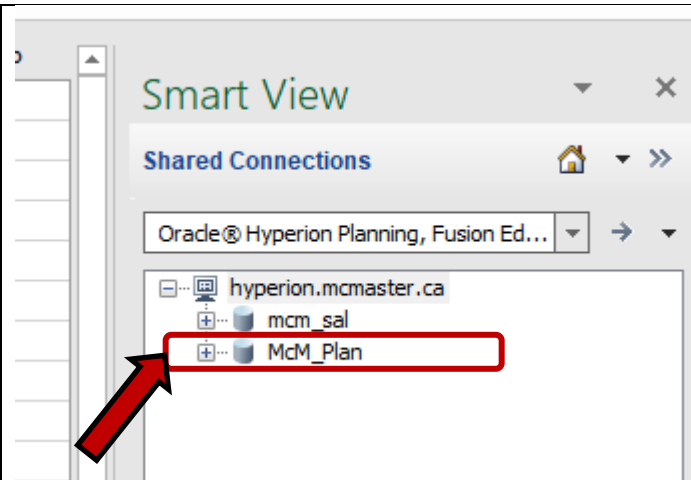 Smart View
Shared Connections
Oracle® Hyperion Planning, Fusion Ed...
hyperion.mcmaster.ca
mcm_sal
McM_Plan